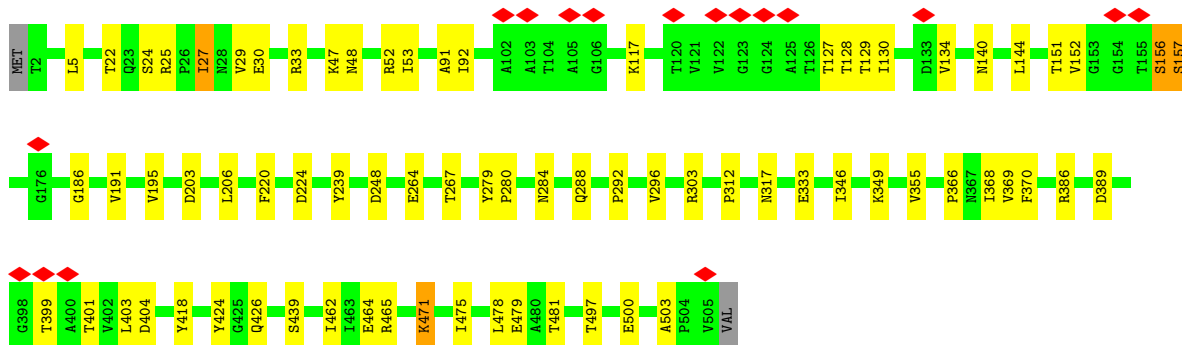 MET T2 L5 T22 Q23 S24 R25 P26 I27 N28 V29 E30 R33 K47 N48 R52 I53 A91 I92 A102 A103 T104 A105 G106 K117 T120 V121 V122 G123 G124 A125 T126 T127 T128 T129 I130 D133 V134 N140 L144 T151 V152 G153 G154 T155 S156 S157
G176 G186 V191 V195 D203 L206 F220 D224 Y239 D248 E264 T267 Y279 P280 N284 Q288 P292 V296 R303 P312 N317 E333 I346 K349 V355 P366 N367 I368 V369 F370 R386 D389
G398 T399 A400 T401 V402 L403 D404 Y418 Y424 G425 Q426 S439 I462 I463 E464 R465 K471 I475 L478 E479 A480 T481 T497 E500 A503 P504 V505 VAL